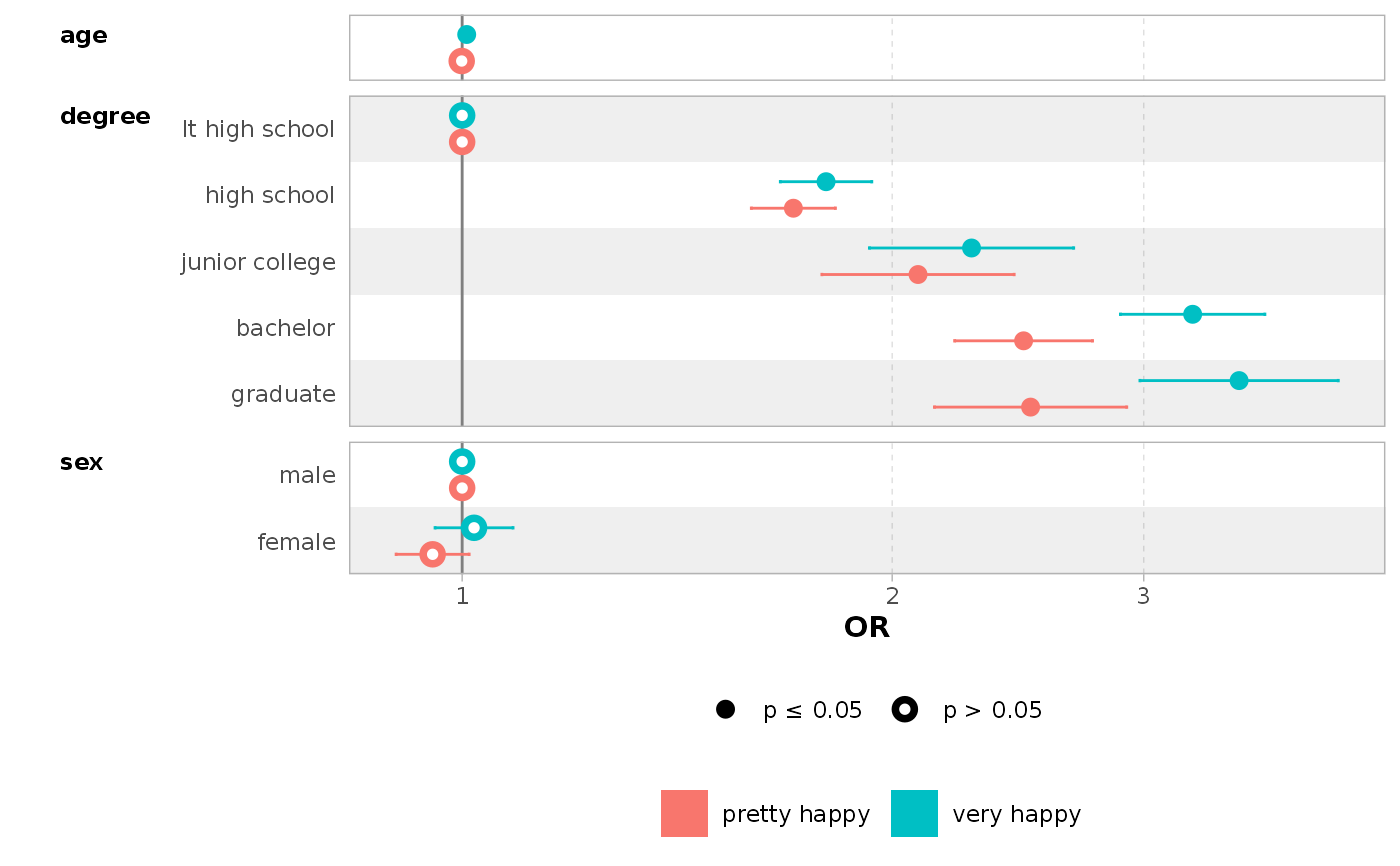 age
degree
lt high school
high school
junior college
bachelor
graduate
sex
male
female
1 2 3
OR
p ≤ 0.05 p > 0.05
pretty happy very happy